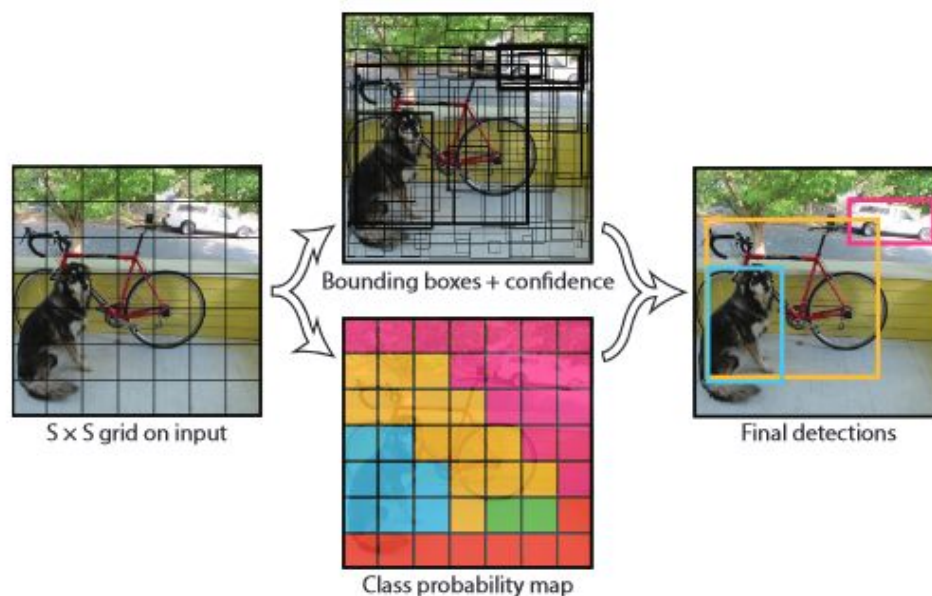 S × S grid on input
Bounding boxes + confidence
Class probability map
Final detections